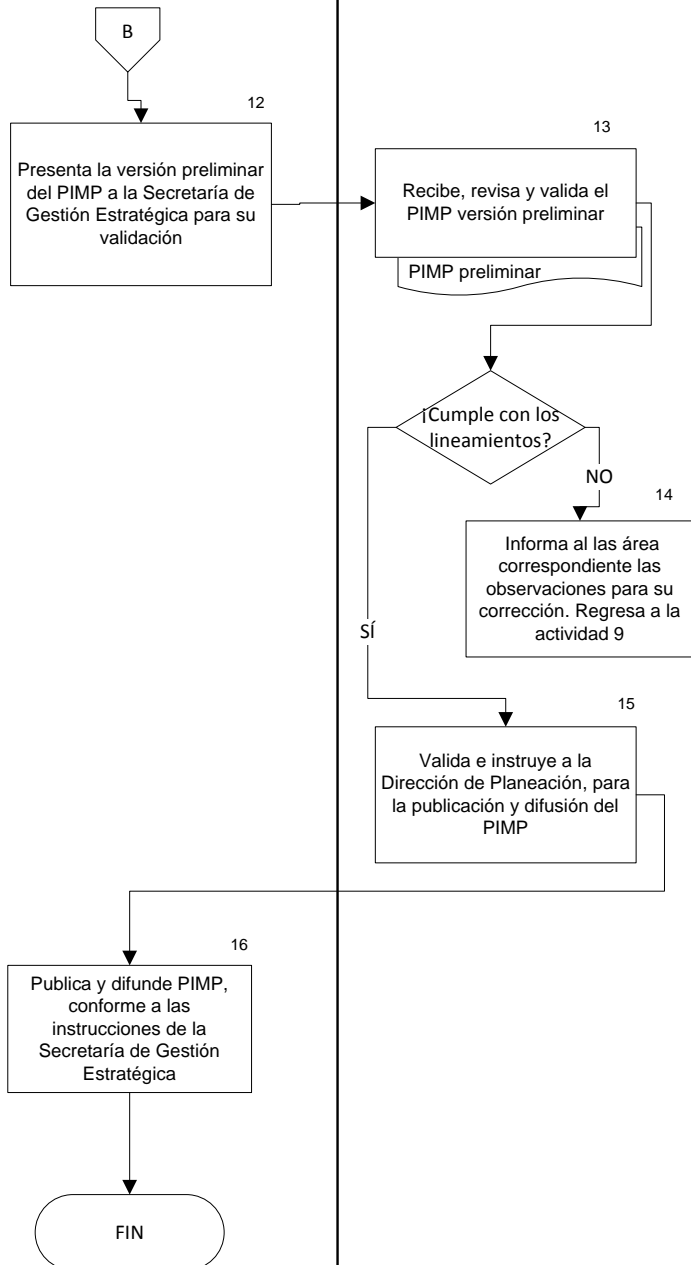 B
12
Presenta la versión preliminar
del PIMP a la Secretaría de
Gestión Estratégica para su
validación
13
Recibe, revisa y valida el
PIMP versión preliminar
PIMP preliminar
¡Cumple con los
lineamientos?
NO
14
Informa al las área
correspondiente las
observaciones para su
corrección. Regresa a la
actividad 9
SÍ
15
Valida e instruye a la
Dirección de Planeación, para
la publicación y difusión del
PIMP
16
Publica y difunde PIMP,
conforme a las
instrucciones de la
Secretaría de Gestión
Estratégica
FIN